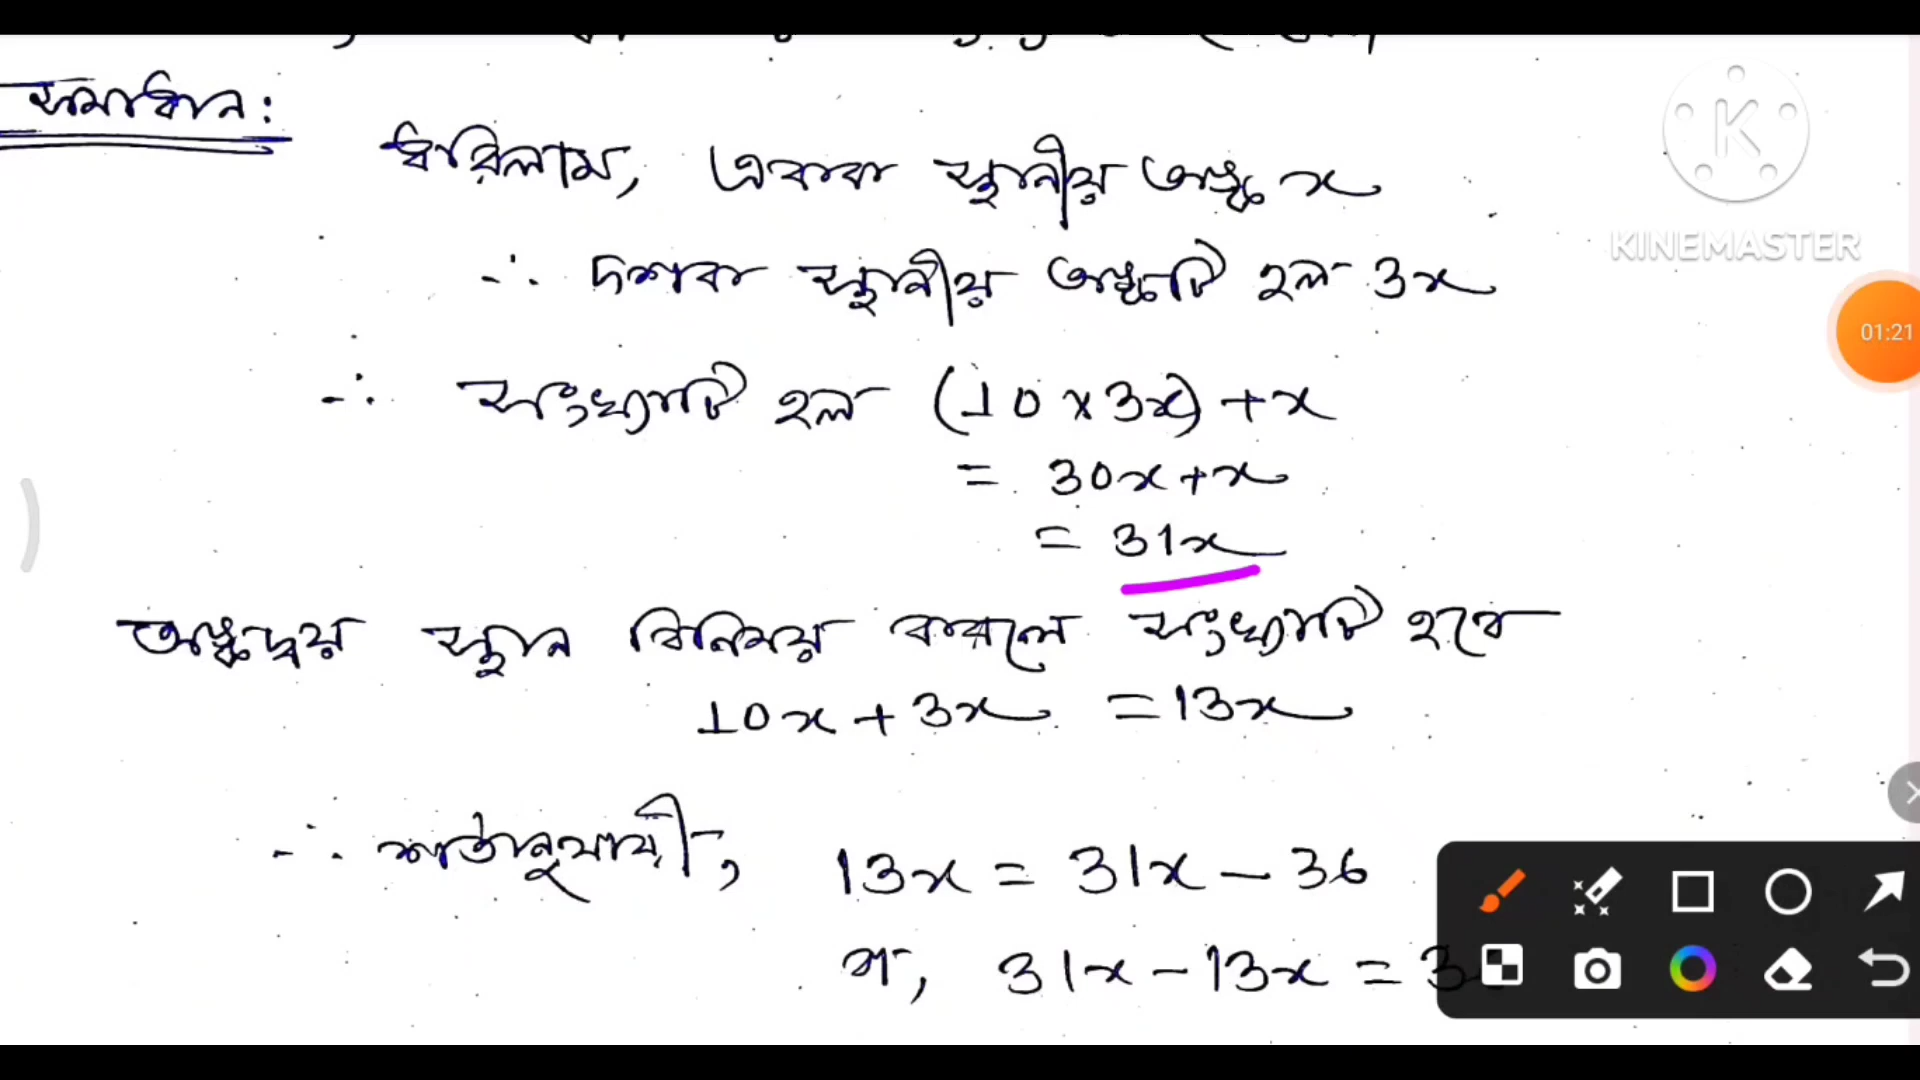 সমাধান:
ধরিলাম, একক স্থানীয় অঙ্ক x
∴ দশক স্থানীয় অঙ্কটি হল 3x
∴ সংখ্যাটি হল (10 x 3x) + x
= 30x + x
= 31x
অঙ্কদ্বয় স্থান বিনিময় করলে সংখ্যাটি হবে
10x + 3x = 13x
∴ শর্তানুযায়ী, 13x = 31x - 36
বা, 31x - 13x = 3
K
KINEMASTER
01:21